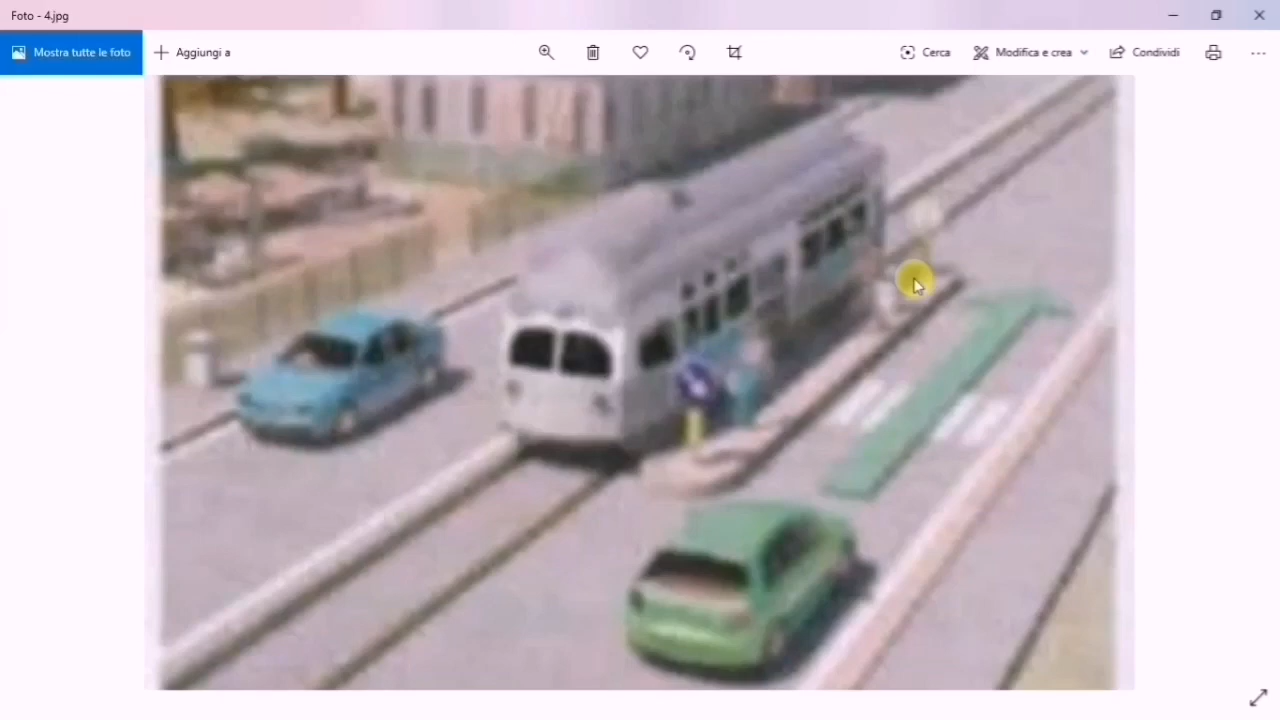 Foto - 4.jpg
Mostra tutte le foto
Aggiungi a
Cerca
Modifica e crea
Condividi